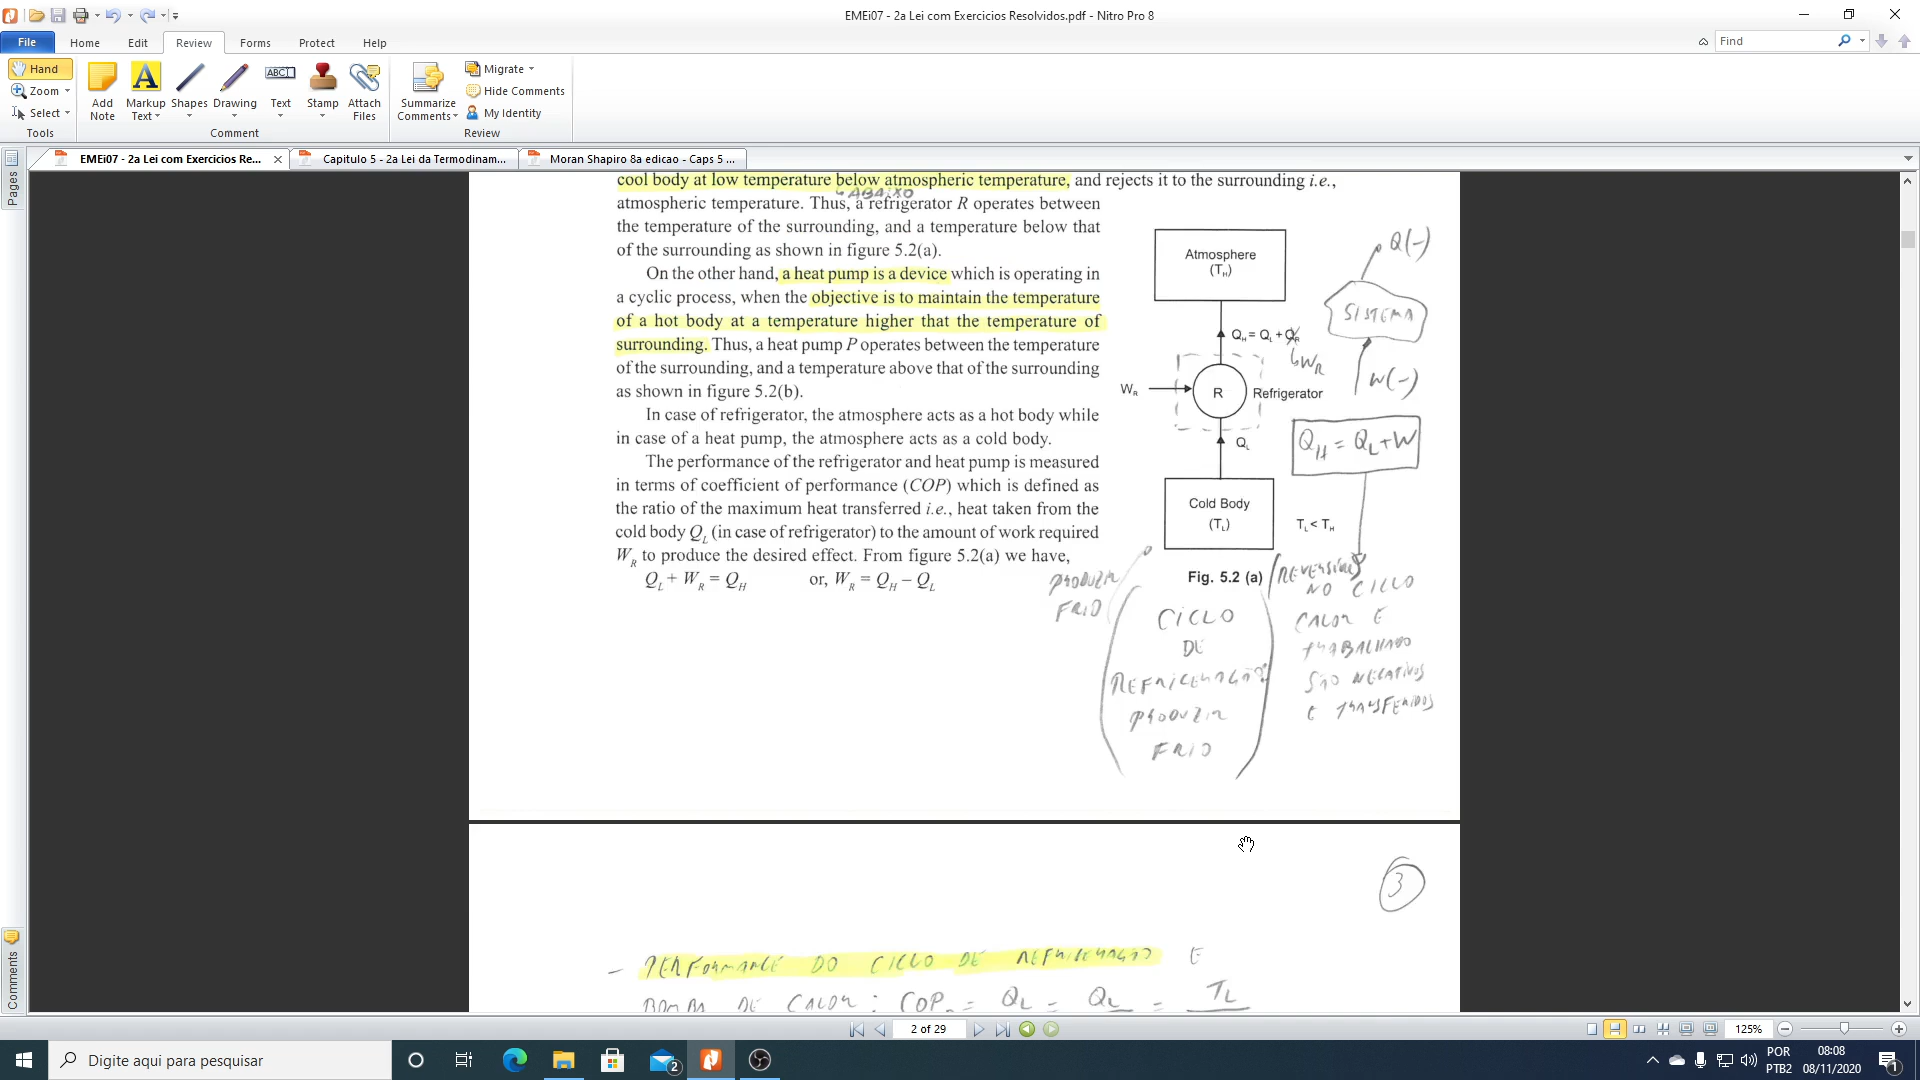 EMEi07 - 2a Lei com Exercicios Resolvidos.pdf - Nitro Pro 8
File Home Edit Review Forms Protect Help
Find
Hand
Zoom
Select
Tools
Add Note
Markup Text
Shapes
Drawing
ABC
Text
Stamp
Attach Files
Comment
Summarize Comments
Migrate
Hide Comments
My Identity
Review
EMEi07 - 2a Lei com Exercicios Re...
Capitulo 5 - 2a Lei da Termodinam...
Moran Shapiro 8a edicao - Caps 5 ...
Pages
Comments
cool body at low temperature below atmospheric temperature, and rejects it to the surrounding i.e.,
ABAIXO
atmospheric temperature. Thus, a refrigerator R operates between
the temperature of the surrounding, and a temperature below that
of the surrounding as shown in figure 5.2(a).
On the other hand, a heat pump is a device which is operating in
a cyclic process, when the objective is to maintain the temperature
of a hot body at a temperature higher that the temperature of
surrounding. Thus, a heat pump P operates between the temperature
of the surrounding, and a temperature above that of the surrounding
as shown in figure 5.2(b).
In case of refrigerator, the atmosphere acts as a hot body while
in case of a heat pump, the atmosphere acts as a cold body.
The performance of the refrigerator and heat pump is measured
in terms of coefficient of performance (COP) which is defined as
the ratio of the maximum heat transferred i.e., heat taken from the
cold body QL (in case of refrigerator) to the amount of work required
WR to produce the desired effect. From figure 5.2(a) we have,
QL + WR = QH or, WR = QH − QL
Atmosphere
(TH)
QH = QL + QR
WR
WR
R
Refrigerator
QL
Cold Body
(TL)
TL < TH
Fig. 5.2 (a)
Q(-)
SISTEMA
W(-)
QH = QL + W
PRODUZIR
FRIO
CICLO
DE
REFRIGERAÇÃO
PRODUZIR
FRIO
NO CICLO
CALOR E
TRABALHADO
SÃO NEGATIVOS
E TRANSFERIDOS
3
- PERFORMANCE DO CICLO DE REFRIGERAÇÃO E
BOMBA DE CALOR : COP = QL = QL = TL
2 of 29
125%
Digite aqui para pesquisar
2
POR
PTB2
08:08
08/11/2020
1